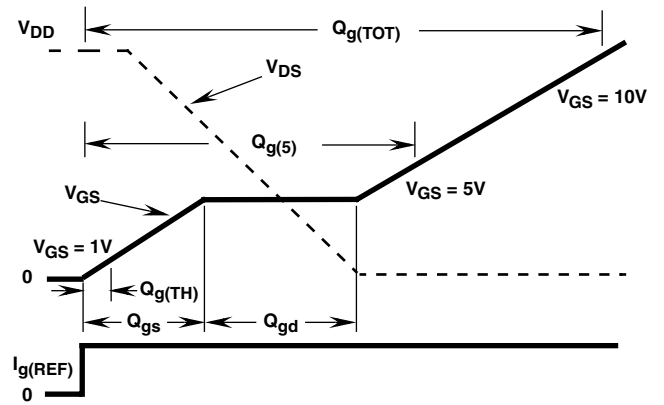 V_DD
Q_g(TOT)
V_DS
V_GS = 10V
Q_g(5)
V_GS
V_GS = 5V
V_GS = 1V
0
Q_g(TH)
Q_gs
Q_gd
I_g(REF)
0